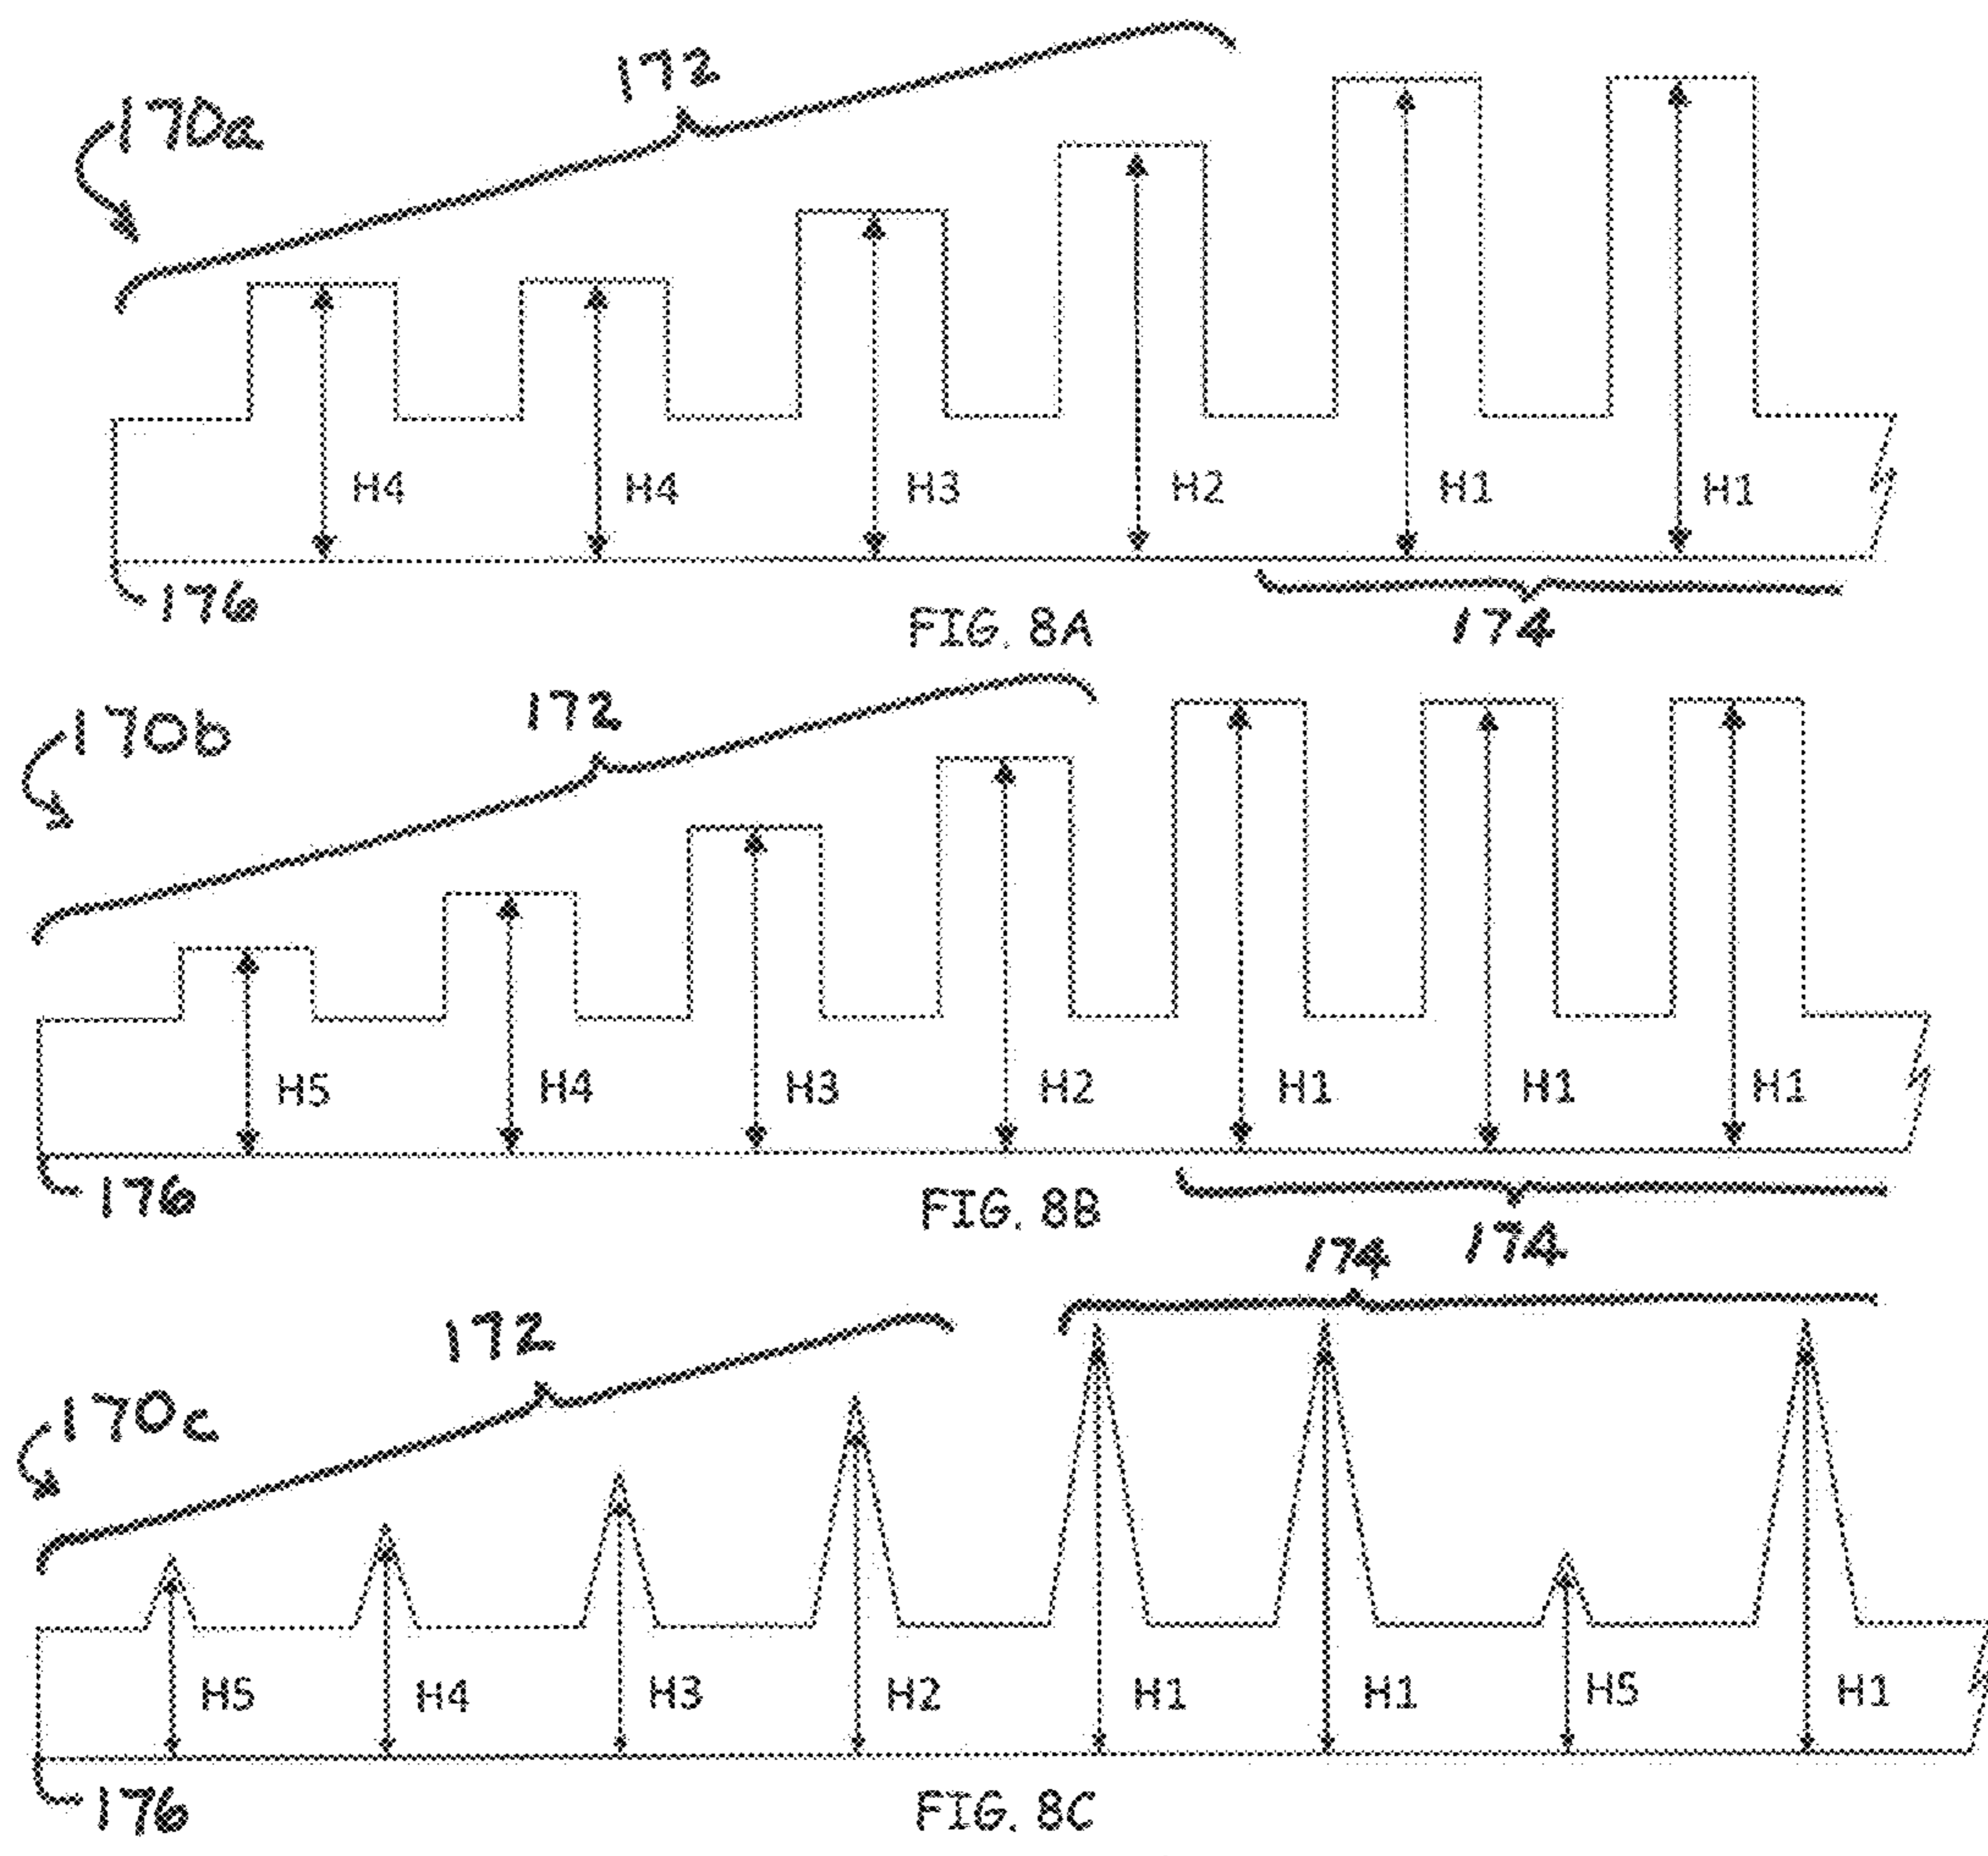 172
170a
H4 H4 H3 H2 H1 H1
176
FIG. 8A
174
172
170b
H5 H4 H3 H2 H1 H1 H1
176
FIG. 8B
174
174
172
170c
H5 H4 H3 H2 H1 H1 H5 H1
176
FIG. 8C